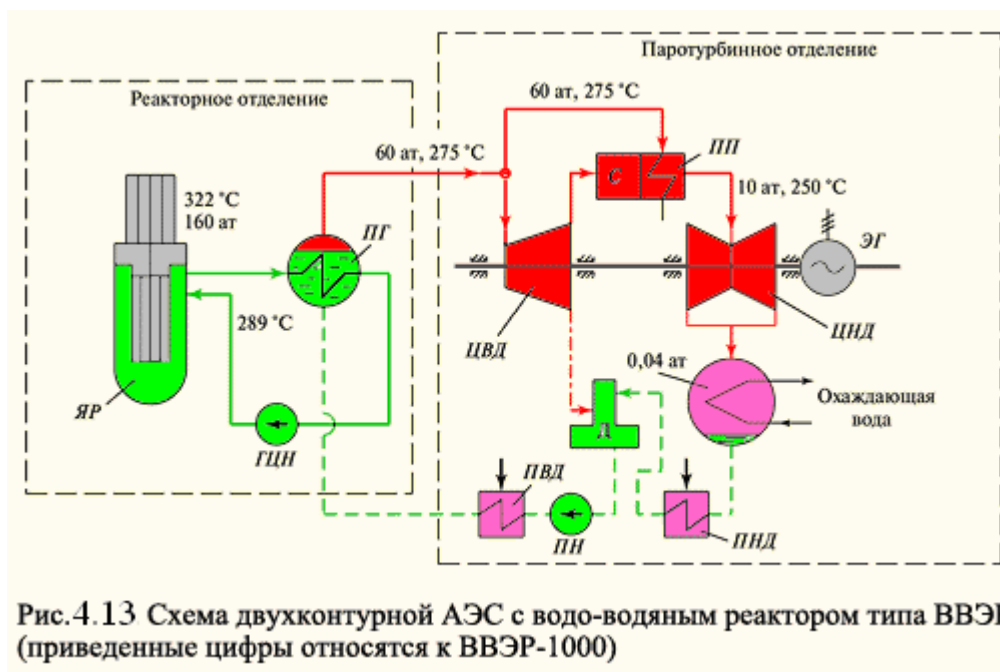 Паротурбинное отделение
Реакторное отделение
60 ат, 275 °C
60 ат, 275 °C
ПП
С
10 ат, 250 °C
322 °C
160 ат
ПГ
ЭГ
289 °C
ЦВД
ЦНД
0,04 ат
Охаждающая
вода
ЯР
Д
ГЦН
ПВД
ПН
ПНД
Рис.4.13 Схема двухконтурной АЭС с водо-водяным реактором типа ВВЭР
(приведенные цифры относятся к ВВЭР-1000)